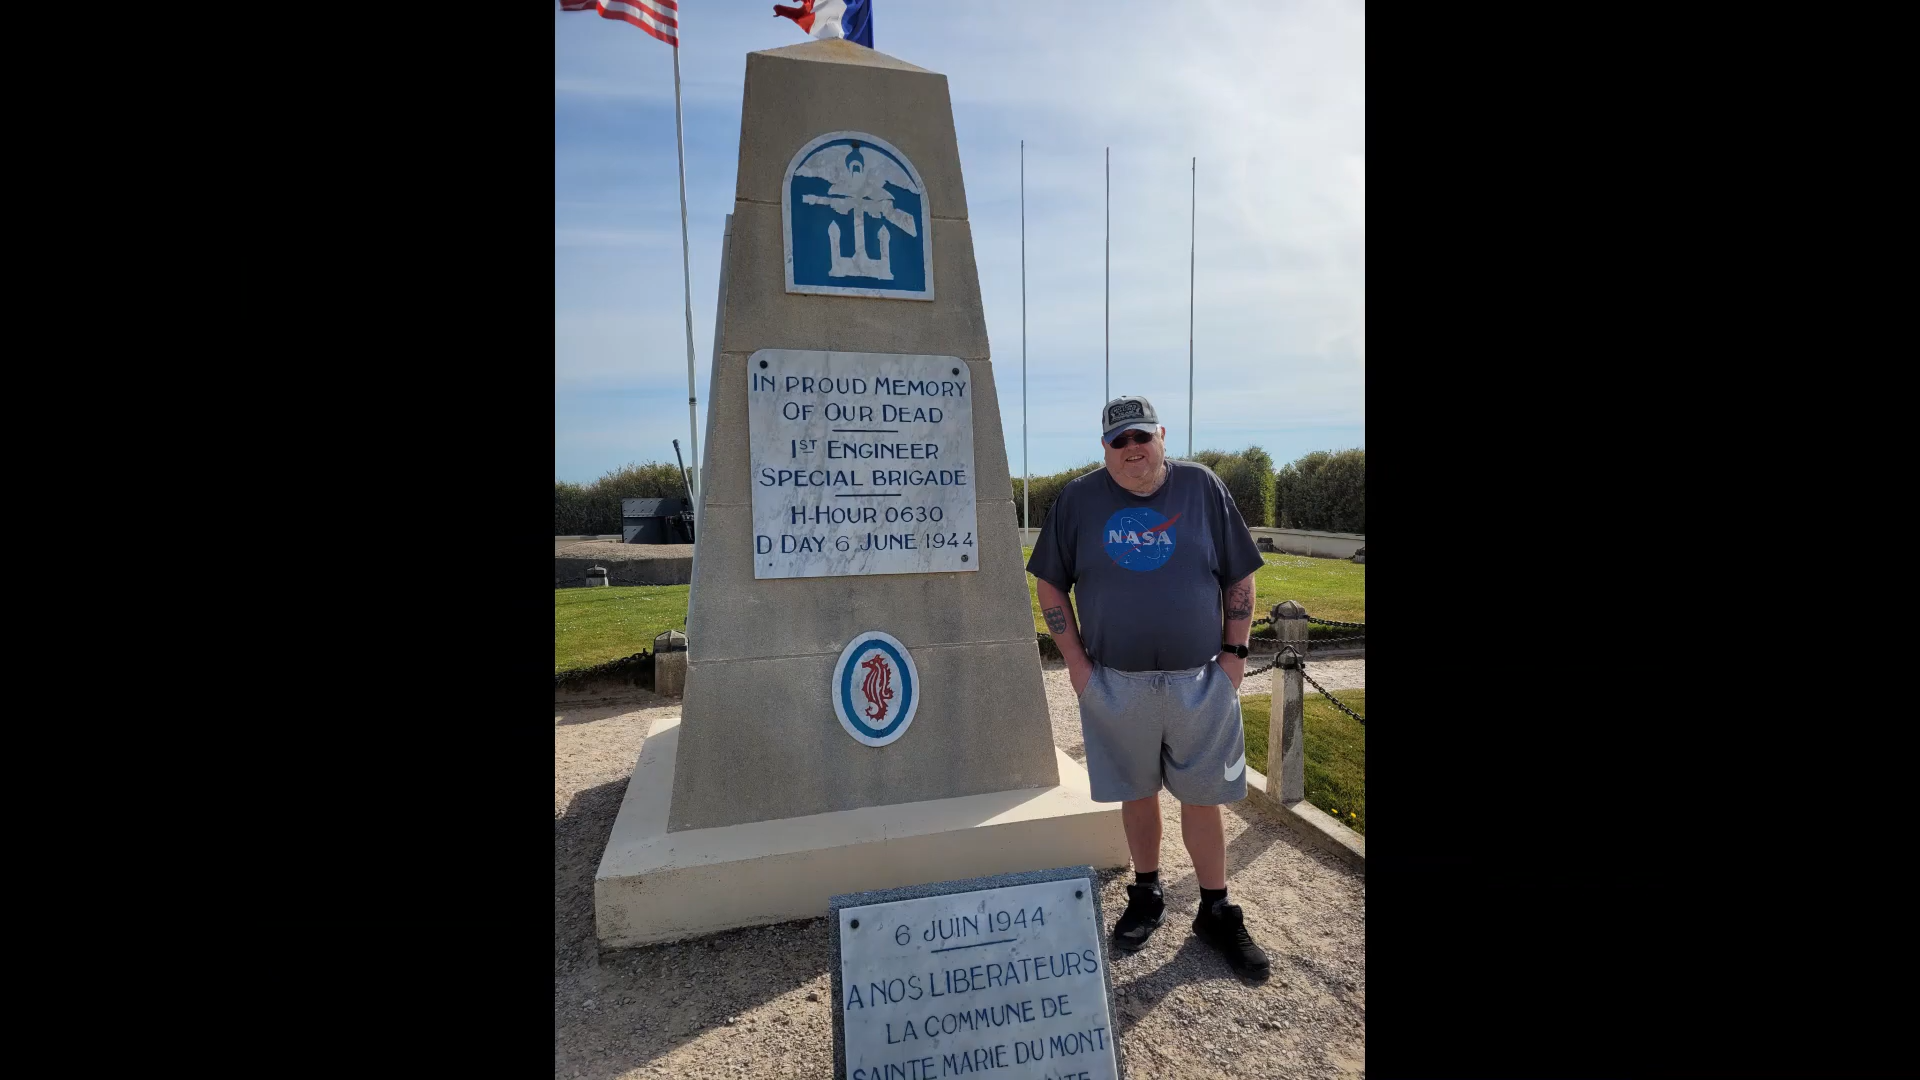 IN PROUD MEMORY
OF OUR DEAD
1ST ENGINEER
SPECIAL BRIGADE
H-HOUR 0630
D DAY 6 JUNE 1944
NASA
6 JUIN 1944
A NOS LIBERATEURS
LA COMMUNE DE
SAINTE MARIE DU MONT